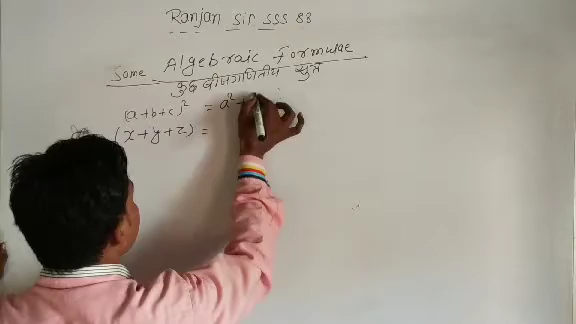 Ranjan Sir SSS 88
Some Algebraic Formulae
कुछ बीजगणितीय सूत्र
(a+b+c)² = a²+
(x+y+z) =